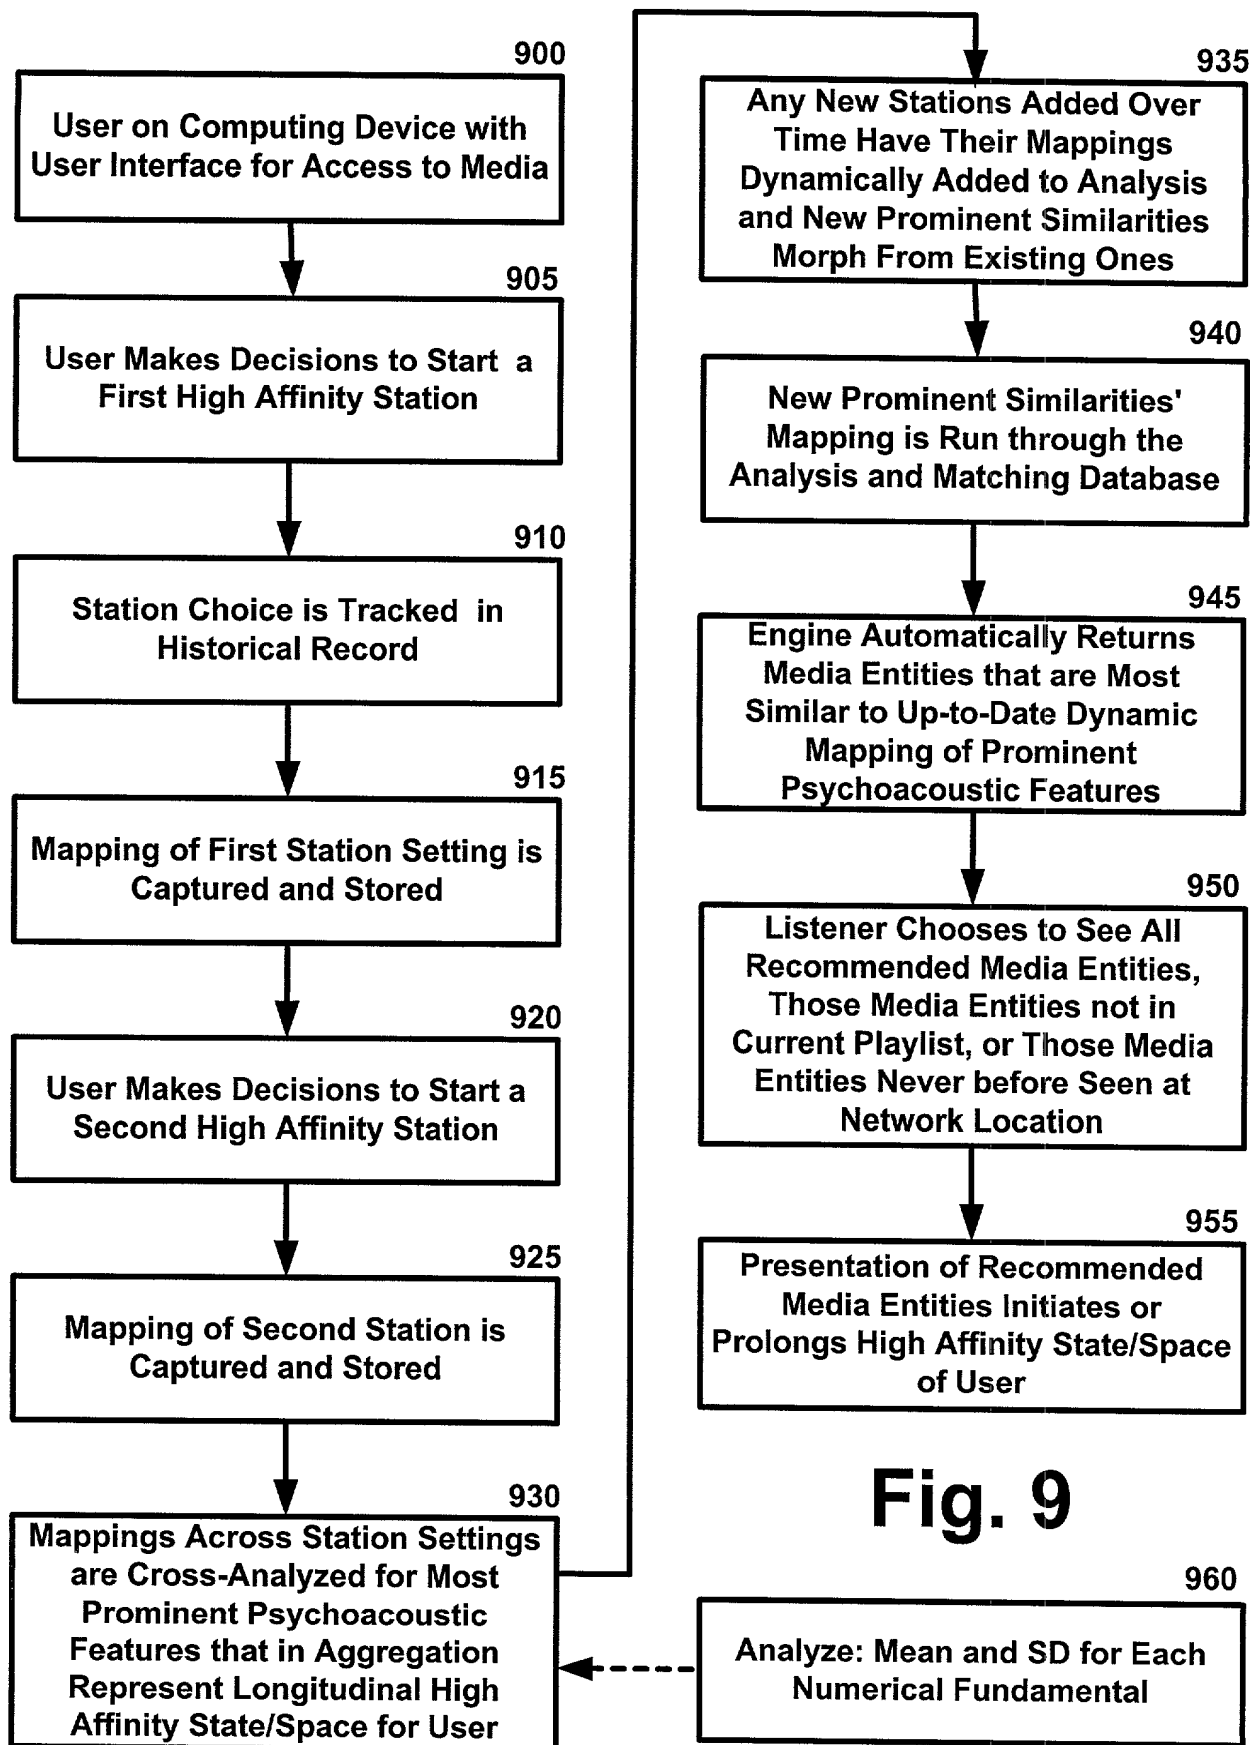 900
User on Computing Device with
User Interface for Access to Media
905
User Makes Decisions to Start a
First High Affinity Station
910
Station Choice is Tracked in
Historical Record
915
Mapping of First Station Setting is
Captured and Stored
920
User Makes Decisions to Start a
Second High Affinity Station
925
Mapping of Second Station is
Captured and Stored
930
Mappings Across Station Settings
are Cross-Analyzed for Most
Prominent Psychoacoustic
Features that in Aggregation
Represent Longitudinal High
Affinity State/Space for User
935
Any New Stations Added Over
Time Have Their Mappings
Dynamically Added to Analysis
and New Prominent Similarities
Morph From Existing Ones
940
New Prominent Similarities'
Mapping is Run through the
Analysis and Matching Database
945
Engine Automatically Returns
Media Entities that are Most
Similar to Up-to-Date Dynamic
Mapping of Prominent
Psychoacoustic Features
950
Listener Chooses to See All
Recommended Media Entities,
Those Media Entities not in
Current Playlist, or Those Media
Entities Never before Seen at
Network Location
955
Presentation of Recommended
Media Entities Initiates or
Prolongs High Affinity State/Space
of User
Fig. 9
960
Analyze: Mean and SD for Each
Numerical Fundamental